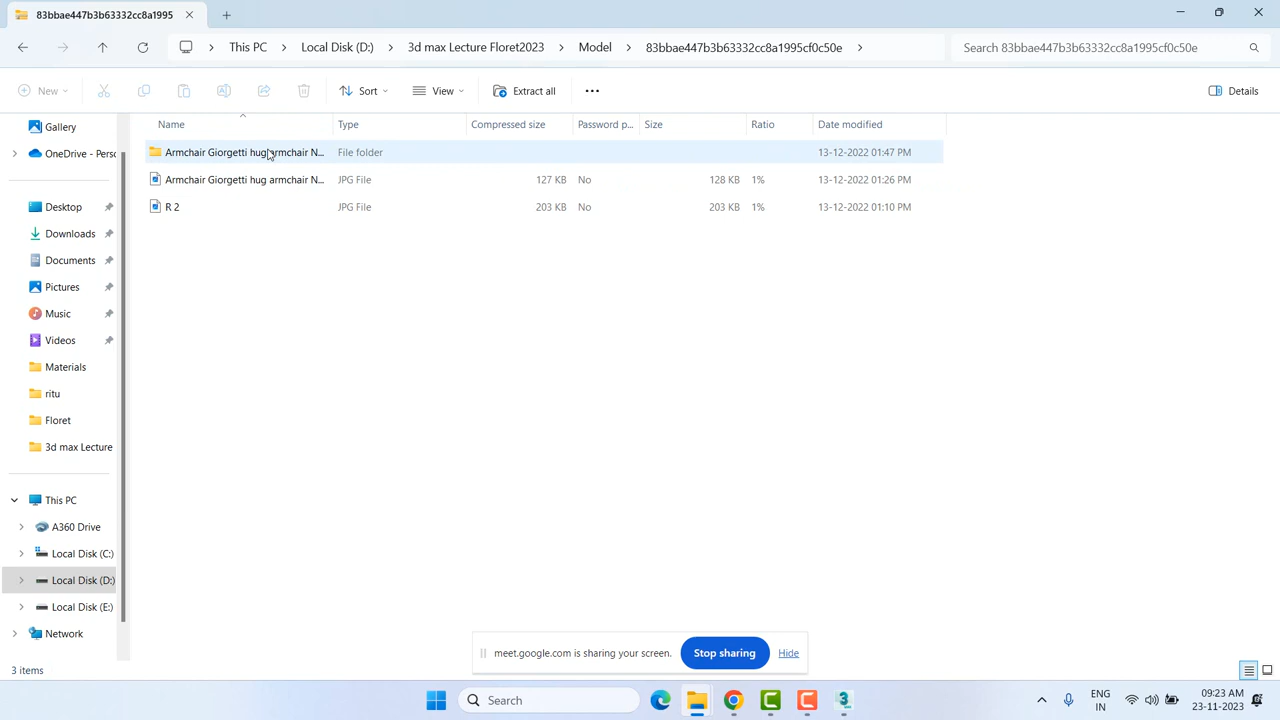 83bbae447b3b63332cc8a1995
This PC
Local Disk (D:)
3d max Lecture Floret2023
Model
83bbae447b3b63332cc8a1995cf0c50e
Search 83bbae447b3b63332cc8a1995cf0c50e
New
Sort
View
Extract all
Details
Name
Type
Compressed size
Password p...
Size
Ratio
Date modified
Gallery
OneDrive - Perso
Desktop
Downloads
Documents
Pictures
Music
Videos
Materials
ritu
Floret
3d max Lecture
This PC
A360 Drive
Local Disk (C:)
Local Disk (D:)
Local Disk (E:)
Network
Armchair Giorgetti hug armchair N... File folder 13-12-2022 01:47 PM
Armchair Giorgetti hug armchair N... JPG File 127 KB No 128 KB 1% 13-12-2022 01:26 PM
R 2 JPG File 203 KB No 203 KB 1% 13-12-2022 01:10 PM
meet.google.com is sharing your screen. Stop sharing Hide
3 items
Search
ENG
IN
09:23 AM
23-11-2023